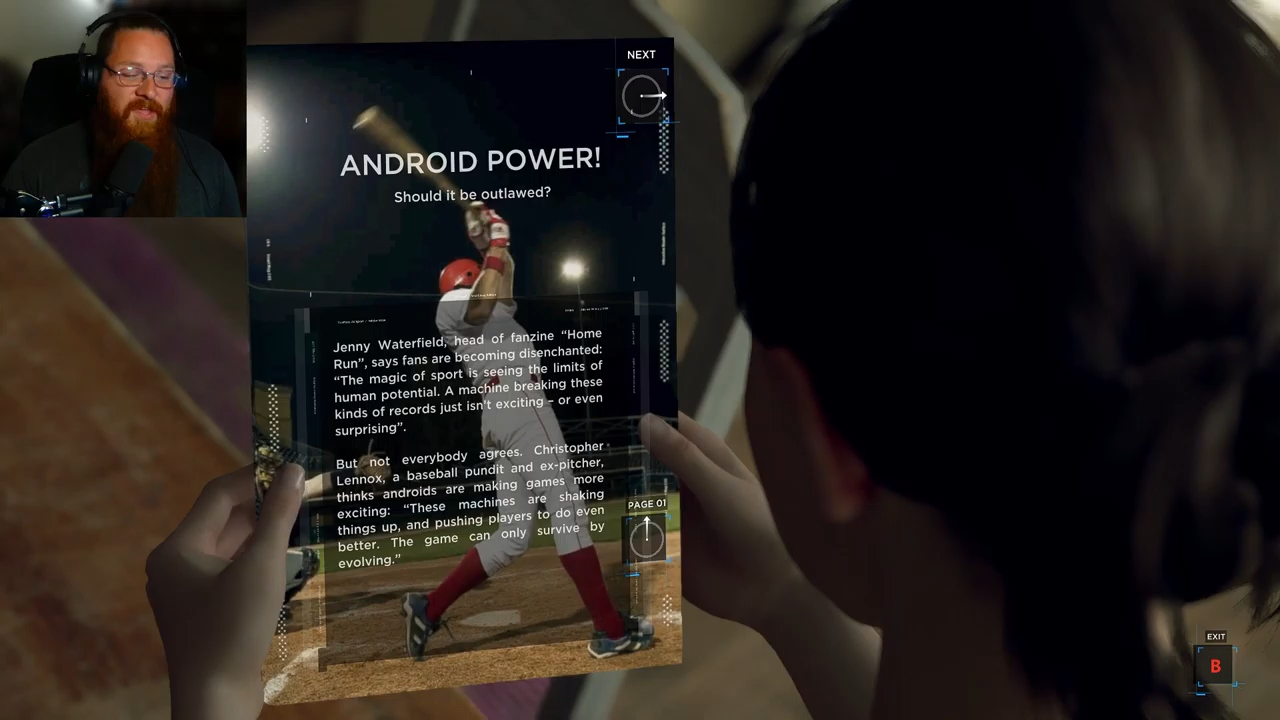 NEXT
ANDROID POWER!
Should it be outlawed?
Jenny Waterfield, head of fanzine “Home
Run”, says fans are becoming disenchanted:
“The magic of sport is seeing the limits of
human potential. A machine breaking these
kinds of records just isn’t exciting – or even
surprising”.
But not everybody agrees. Christopher
Lennox, a baseball pundit and ex-pitcher,
thinks androids are making games more
exciting: “These machines are shaking
things up, and pushing players to do even
better. The game can only survive by
evolving.”
PAGE 01
EXIT
B